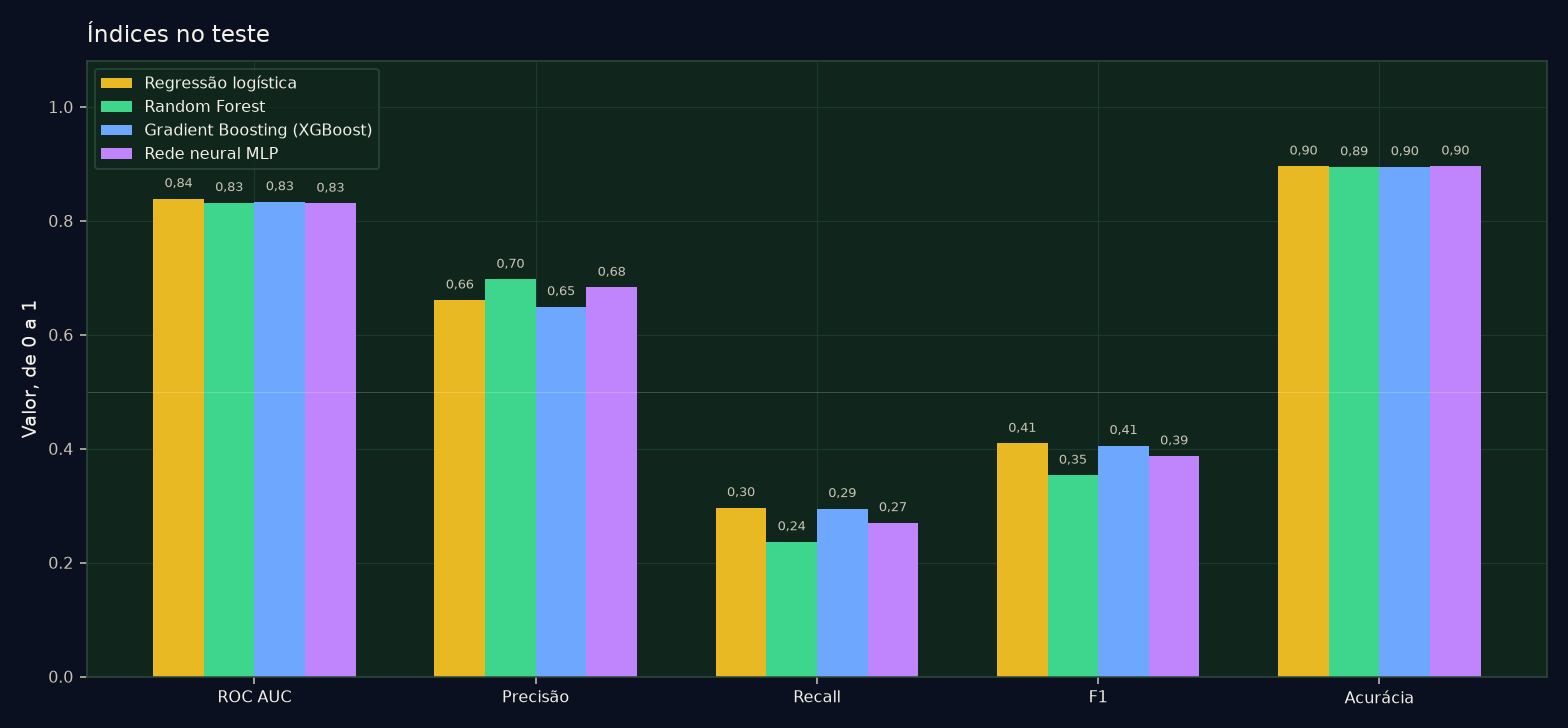 Índices no teste
Regressão logística
Random Forest
Gradient Boosting (XGBoost)
Rede neural MLP
Valor, de 0 a 1
1.0
0.8
0.6
0.4
0.2
0.0
0,84 0,83 0,83 0,83
0,66 0,70 0,65 0,68
0,30 0,24 0,29 0,27
0,41 0,35 0,41 0,39
0,90 0,89 0,90 0,90
ROC AUC Precisão Recall F1 Acurácia